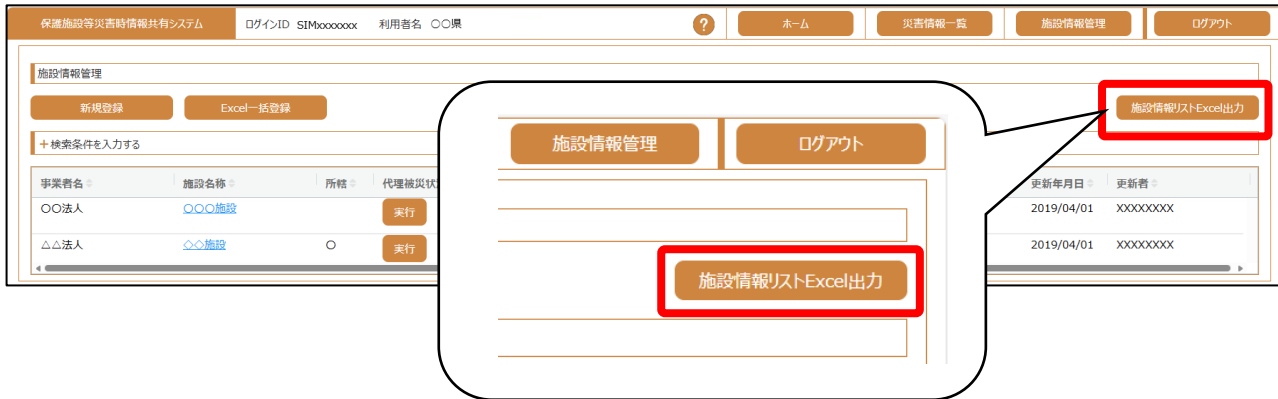 保護施設等災害時情報共有システム ログインID SIMxxxxxxx 利用者名 〇〇県 ? ホーム 災害情報一覧 施設情報管理 ログアウト
施設情報管理
新規登録 Excel一括登録 施設情報リストExcel出力
+検索条件を入力する
事業者名 施設名称 所轄 代理被災状 更新年月日 更新者
〇〇法人 〇〇〇施設 実行 2019/04/01 XXXXXXXX
△△法人 ◇◇施設 〇 実行 2019/04/01 XXXXXXXX
施設情報管理 ログアウト
施設情報リストExcel出力